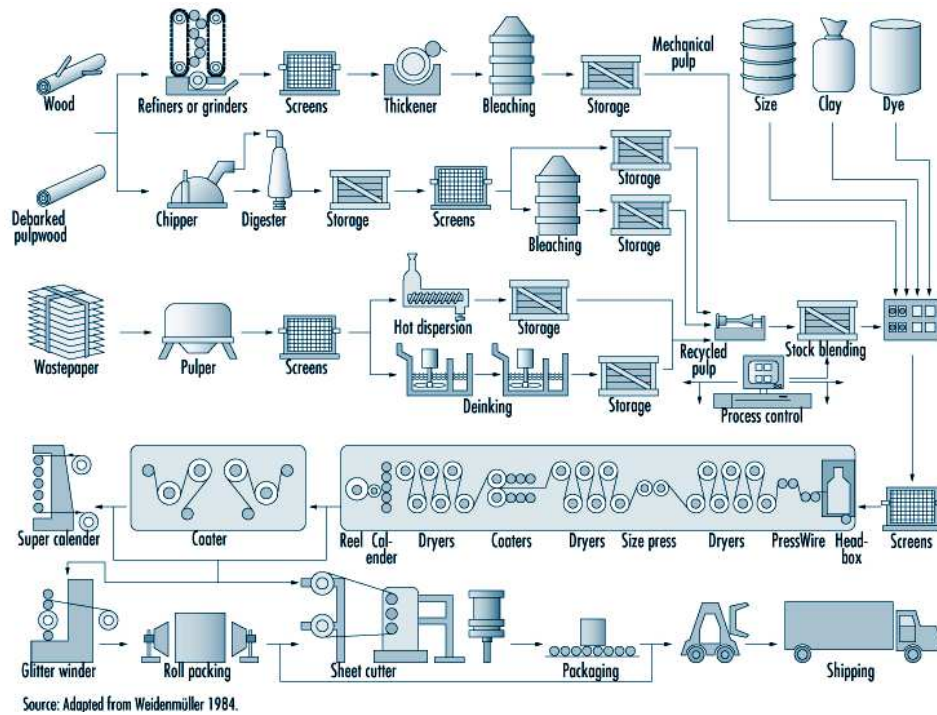 Mechanical
pulp
Wood
Refiners or grinders
Screens
Thickener
Bleaching
Storage
Size
Clay
Dye
Debarked
pulpwood
Chipper
Digester
Storage
Screens
Bleaching
Storage
Storage
Wastepaper
Pulper
Screens
Hot dispersion
Storage
Deinking
Storage
Recycled
pulp
Stock blending
Process control
Super calender
Coater
Reel
Cal-
ender
Dryers
Coaters
Dryers
Size press
Dryers
Press
Wire
Head-
box
Screens
Glitter winder
Roll packing
Sheet cutter
Packaging
Shipping
Source: Adapted from Weidenmüller 1984.